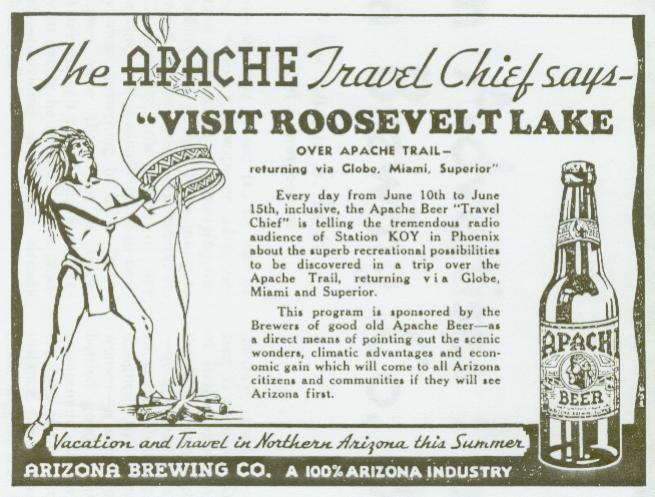 The APACHE Travel Chief says-
"VISIT ROOSEVELT LAKE
OVER APACHE TRAIL—
returning via Globe, Miami, Superior"
Every day from June 10th to June
15th, inclusive, the Apache Beer "Travel
Chief" is telling the tremendous radio
audience of Station KOY in Phoenix
about the superb recreational possibilities
to be discovered in a trip over the
Apache Trail, returning via Globe,
Miami and Superior.
This program is sponsored by the
Brewers of good old Apache Beer—as
a direct means of pointing out the scenic
wonders, climatic advantages and econ-
omic gain which will come to all Arizona
citizens and communities if they will see
Arizona first.
APACH
BEER
Vacation and Travel in Northern Arizona this Summer
ARIZONA BREWING CO. A 100% ARIZONA INDUSTRY